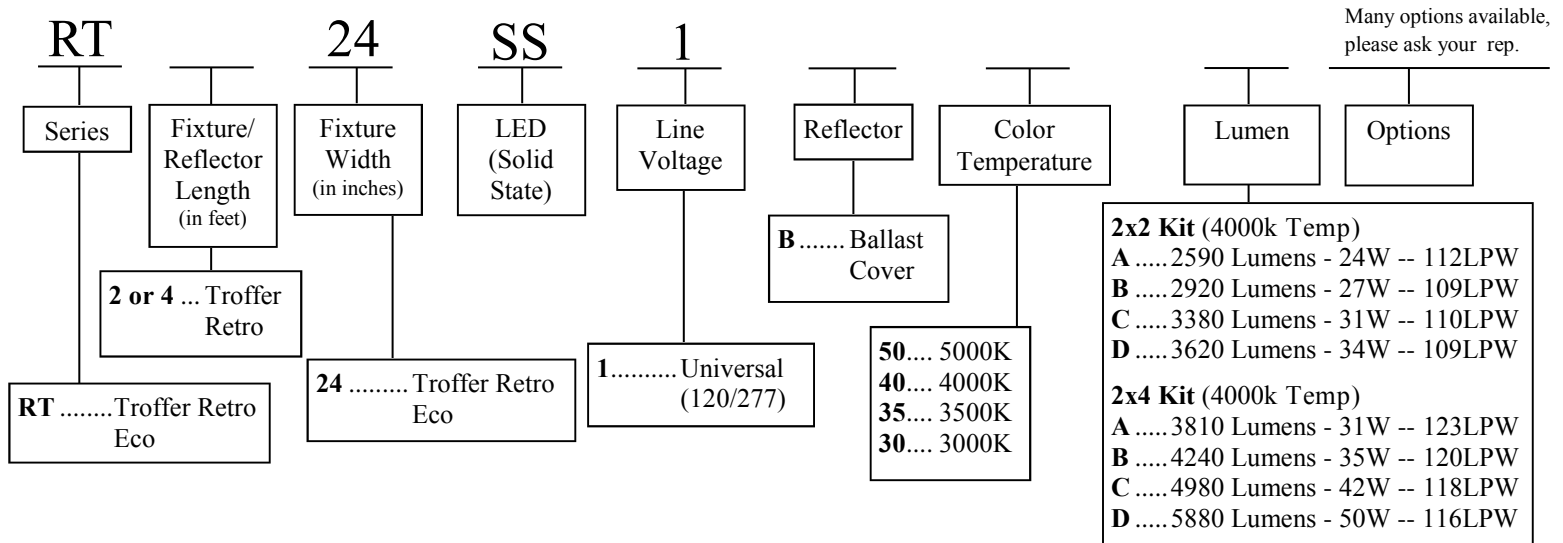 RT 24 SS 1
Many options available,
please ask your rep.
Series
Fixture/
Reflector
Length
(in feet)
Fixture
Width
(in inches)
LED
(Solid
State)
Line
Voltage
Reflector
Color
Temperature
Lumen
Options
RT ........Troffer Retro
Eco
2 or 4 ... Troffer
Retro
24 ......... Troffer Retro
Eco
1.......... Universal
(120/277)
B ....... Ballast
Cover
50.... 5000K
40.... 4000K
35.... 3500K
30.... 3000K
2x2 Kit (4000k Temp)
A .....2590 Lumens - 24W -- 112LPW
B .....2920 Lumens - 27W -- 109LPW
C .....3380 Lumens - 31W -- 110LPW
D .....3620 Lumens - 34W -- 109LPW
2x4 Kit (4000k Temp)
A .....3810 Lumens - 31W -- 123LPW
B .....4240 Lumens - 35W -- 120LPW
C .....4980 Lumens - 42W -- 118LPW
D .....5880 Lumens - 50W -- 116LPW